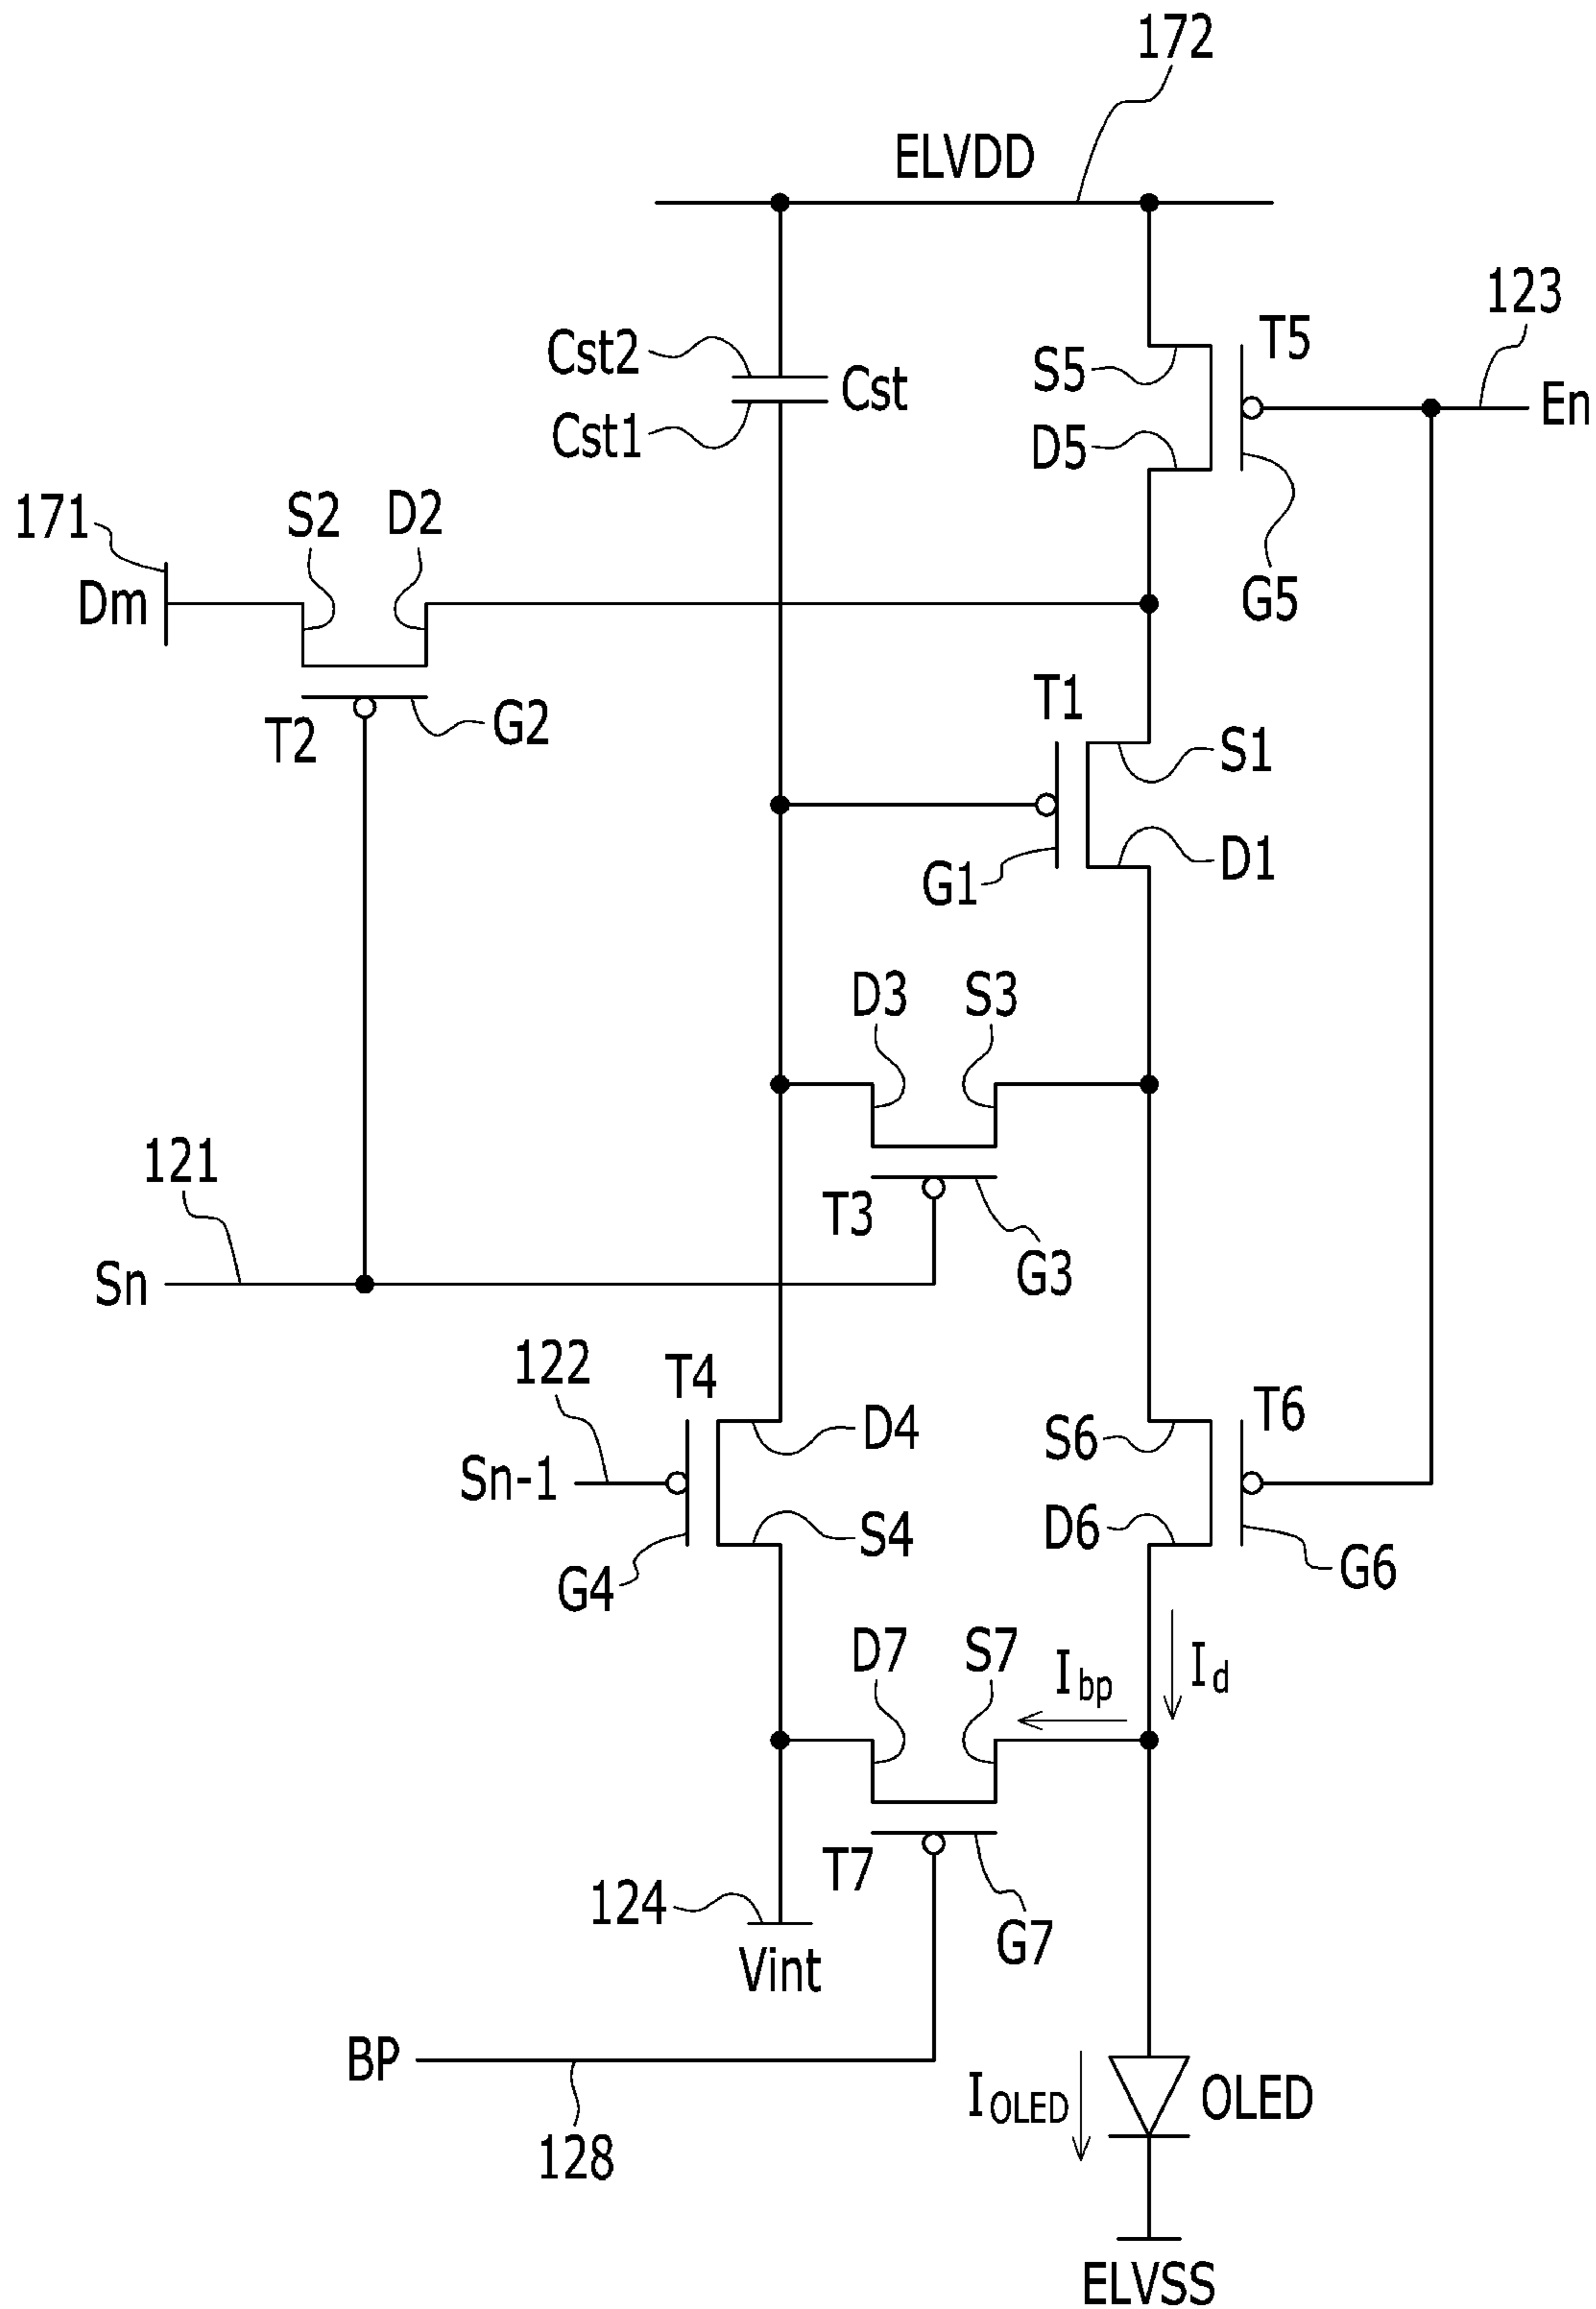 172
ELVDD
123
T5
Cst2
S5
Cst
En
Cst1
D5
171
S2
D2
Dm
G5
T1
T2
G2
S1
G1
D1
D3
S3
121
T3
G3
Sn
122
T4
T6
D4
S6
Sn-1
S4
D6
G4
G6
D7
S7
Ibp
Id
T7
124
G7
Vint
BP
IOLED
OLED
128
ELVSS